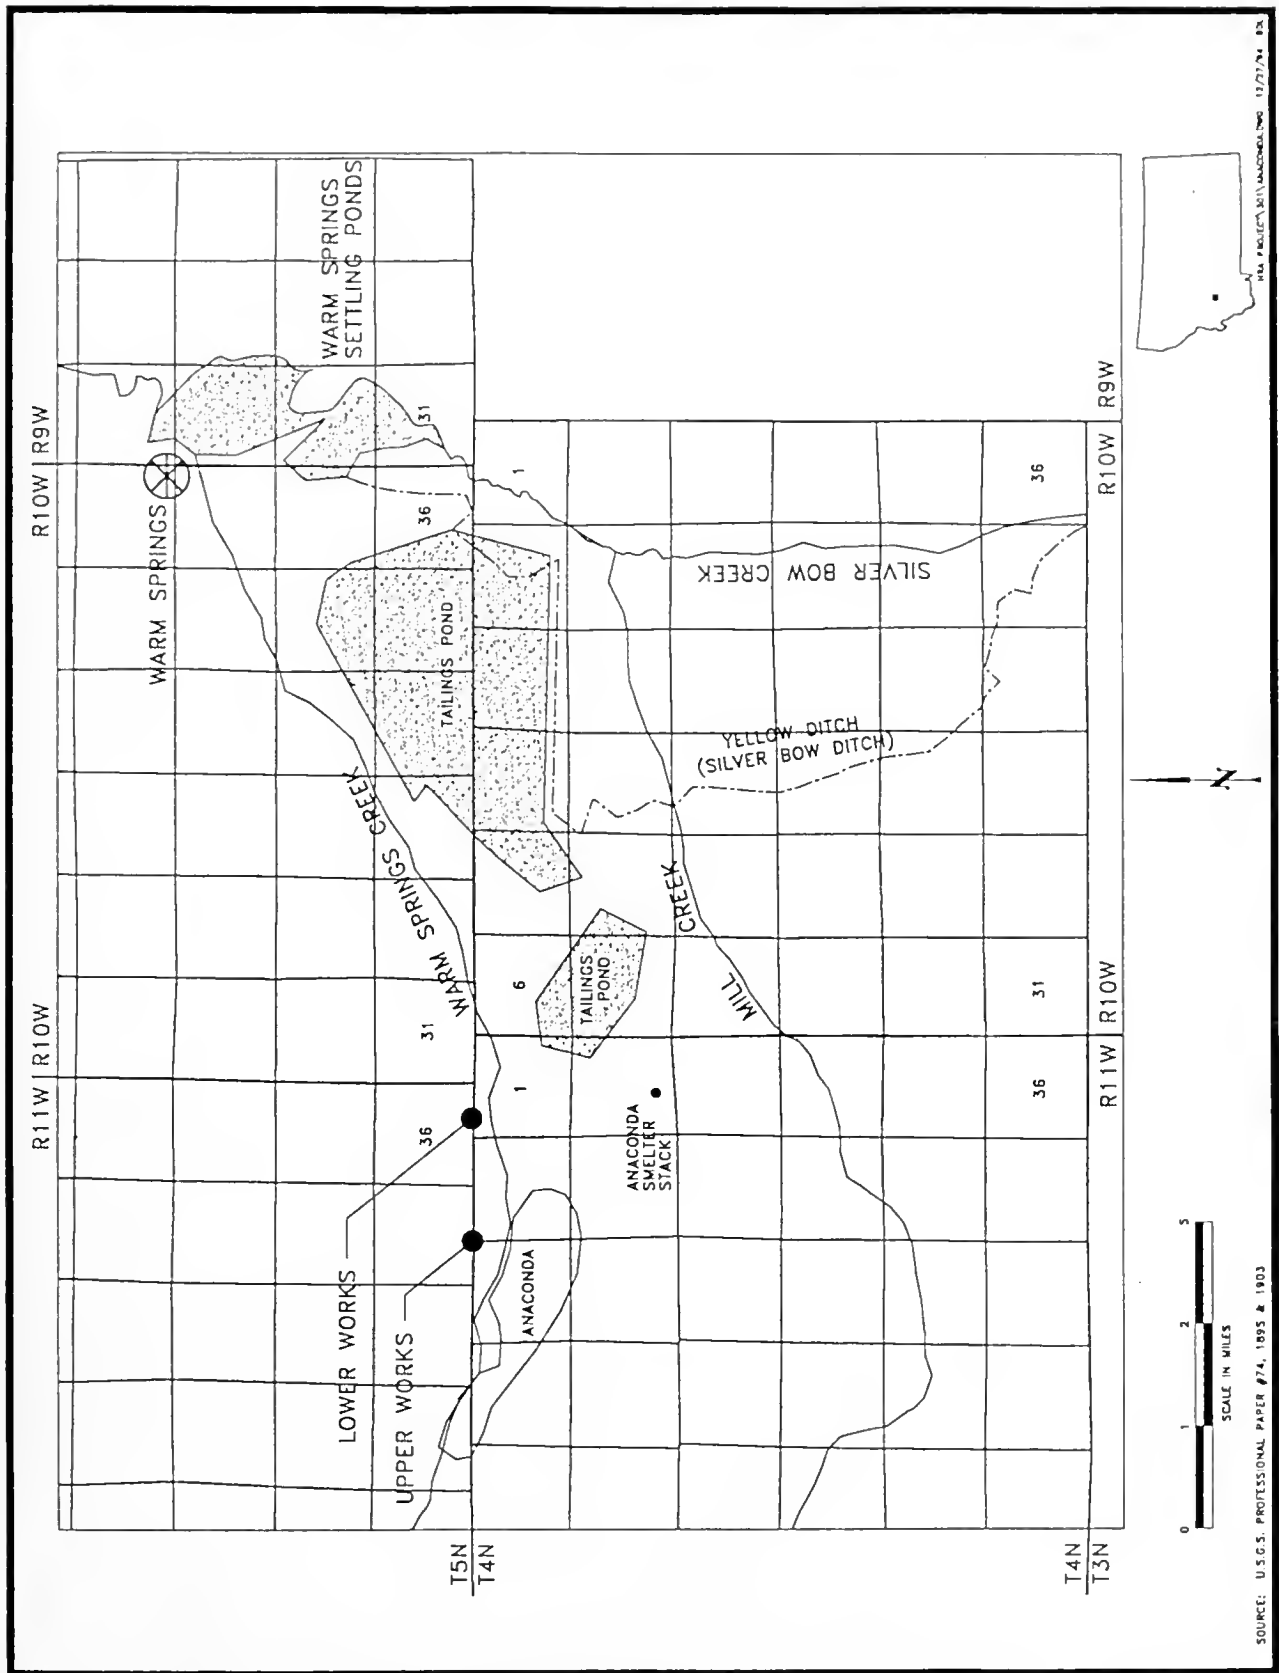 R11W R10W
R10W R9W
WARM SPRINGS
WARM SPRINGS
SETTLING PONDS
LOWER WORKS
UPPER WORKS
36
31
36
31
WARM SPRINGS CREEK
TAILINGS POND
T5N
T4N
ANACONDA
1
6
1
TAILINGS
POND
ANACONDA
SMELTER
STACK
MILL CREEK
YELLOW DITCH
(SILVER BOW DITCH)
SILVER BOW CREEK
36
31
36
T4N
T3N
R11W R10W
R10W R9W
0 1 2 5
SCALE IN MILES
N
SOURCE: U.S.G.S. PROFESSIONAL PAPER #74, 1895 & 1903
12/27/94